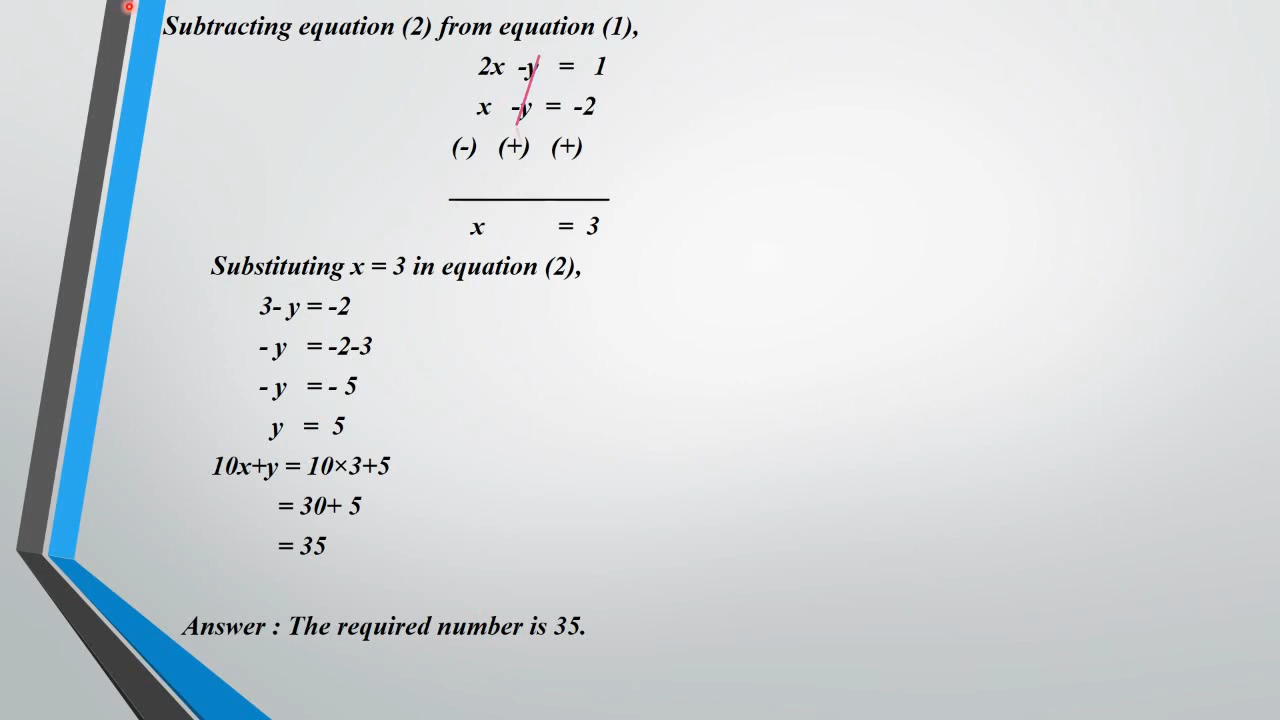 Subtracting equation (2) from equation (1),
2x -y = 1
x -y = -2
(-) (+) (+)
x = 3
Substituting x = 3 in equation (2),
3- y = -2
- y = -2-3
- y = - 5
y = 5
10x+y = 10×3+5
= 30+ 5
= 35
Answer : The required number is 35.